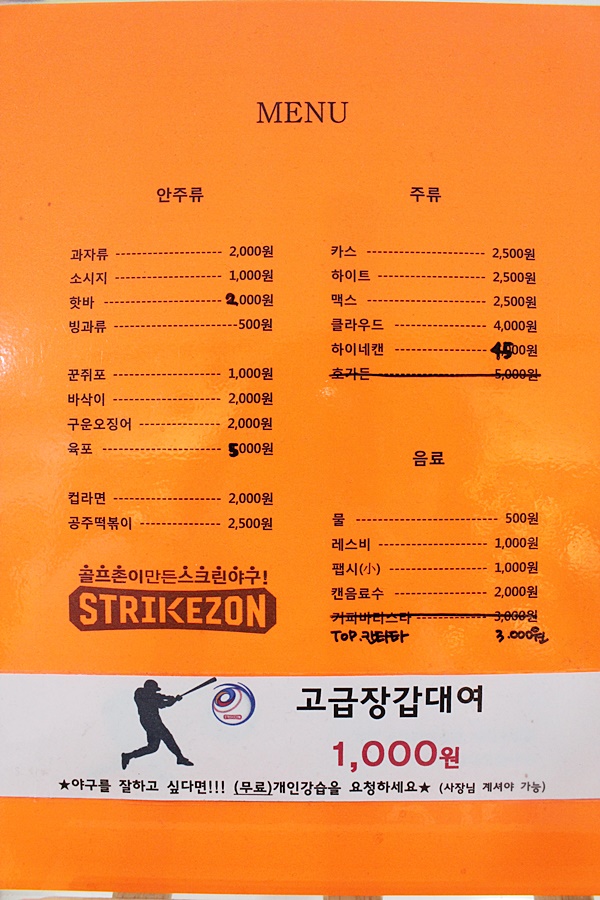 MENU
안주류
과자류 ---------------------- 2,000원
소시지 ---------------------- 1,000원
핫바 ------------------------ 2,000원
빙과류 ------------------------500원
꾼쥐포 ---------------------- 1,000원
바삭이 ---------------------- 2,000원
구운오징어 ------------------ 2,000원
육포 ------------------------ 5,000원
컵라면 ---------------------- 2,000원
공주떡볶이 ------------------ 2,500원
골프존이만든스크린야구!
STRIKEZON
주류
카스 ------------------------ 2,500원
하이트 ---------------------- 2,500원
맥스 ------------------------ 2,500원
클라우드 -------------------- 4,000원
하이네캔 -------------------- 4500원
호가든 ---------------------- 5,000원
음료
물 --------------------------- 500원
레스비 ---------------------- 1,000원
팹시(小) --------------------- 1,000원
캔음료수 -------------------- 2,000원
커피바리스타 ---------------- 3,000원
TOP.칸타타 3.000원
고급장갑대여
1,000원
★야구를 잘하고 싶다면!!! (무료)개인강습을 요청하세요★ (사장님 계셔야 가능)